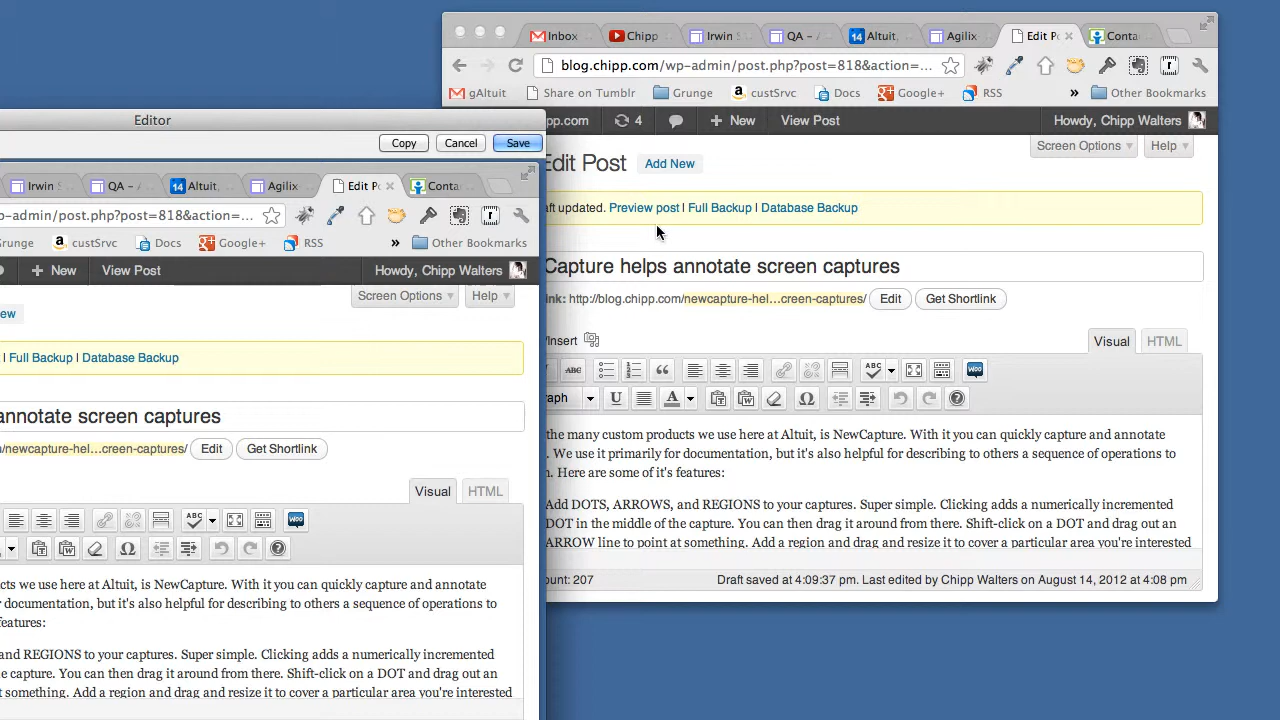 Inbox
Chipp
Irwin S
QA – A
Altuit,
Agilix
Edit P
Conta
blog.chipp.com/wp-admin/post.php?post=818&action=...
gAltuit
Share on Tumblr
Grunge
custSrvc
Docs
Google+
RSS
»
Other Bookmarks
p.com
4
+ New
View Post
Howdy, Chipp Walters
Screen Options
Help
Edit Post
Add New
aft updated. Preview post | Full Backup | Database Backup
Capture helps annotate screen captures
ink: http://blog.chipp.com/newcapture-hel…creen-captures/
Edit
Get Shortlink
/Insert
Visual
HTML
ABC
ABC
raph
U
A
Ω
the many custom products we use here at Altuit, is NewCapture. With it you can quickly capture and annotate
. We use it primarily for documentation, but it's also helpful for describing to others a sequence of operations to
n. Here are some of it's features:
Add DOTS, ARROWS, and REGIONS to your captures. Super simple. Clicking adds a numerically incremented
DOT in the middle of the capture. You can then drag it around from there. Shift-click on a DOT and drag out an
ARROW line to point at something. Add a region and drag and resize it to cover a particular area you're interested
ount: 207
Draft saved at 4:09:37 pm. Last edited by Chipp Walters on August 14, 2012 at 4:08 pm
Editor
Copy
Cancel
Save
Irwin S
QA – A
Altuit,
Agilix
Edit P
Conta
p-admin/post.php?post=818&action=...
Grunge
custSrvc
Docs
Google+
RSS
»
Other Bookmarks
+ New
View Post
Howdy, Chipp Walters
Screen Options
Help
ew
| Full Backup | Database Backup
annotate screen captures
/newcapture-hel…creen-captures/
Edit
Get Shortlink
Visual
HTML
ABC
Ω
cts we use here at Altuit, is NewCapture. With it you can quickly capture and annotate
r documentation, but it's also helpful for describing to others a sequence of operations to
features:
and REGIONS to your captures. Super simple. Clicking adds a numerically incremented
e capture. You can then drag it around from there. Shift-click on a DOT and drag out an
t something. Add a region and drag and resize it to cover a particular area you're interested